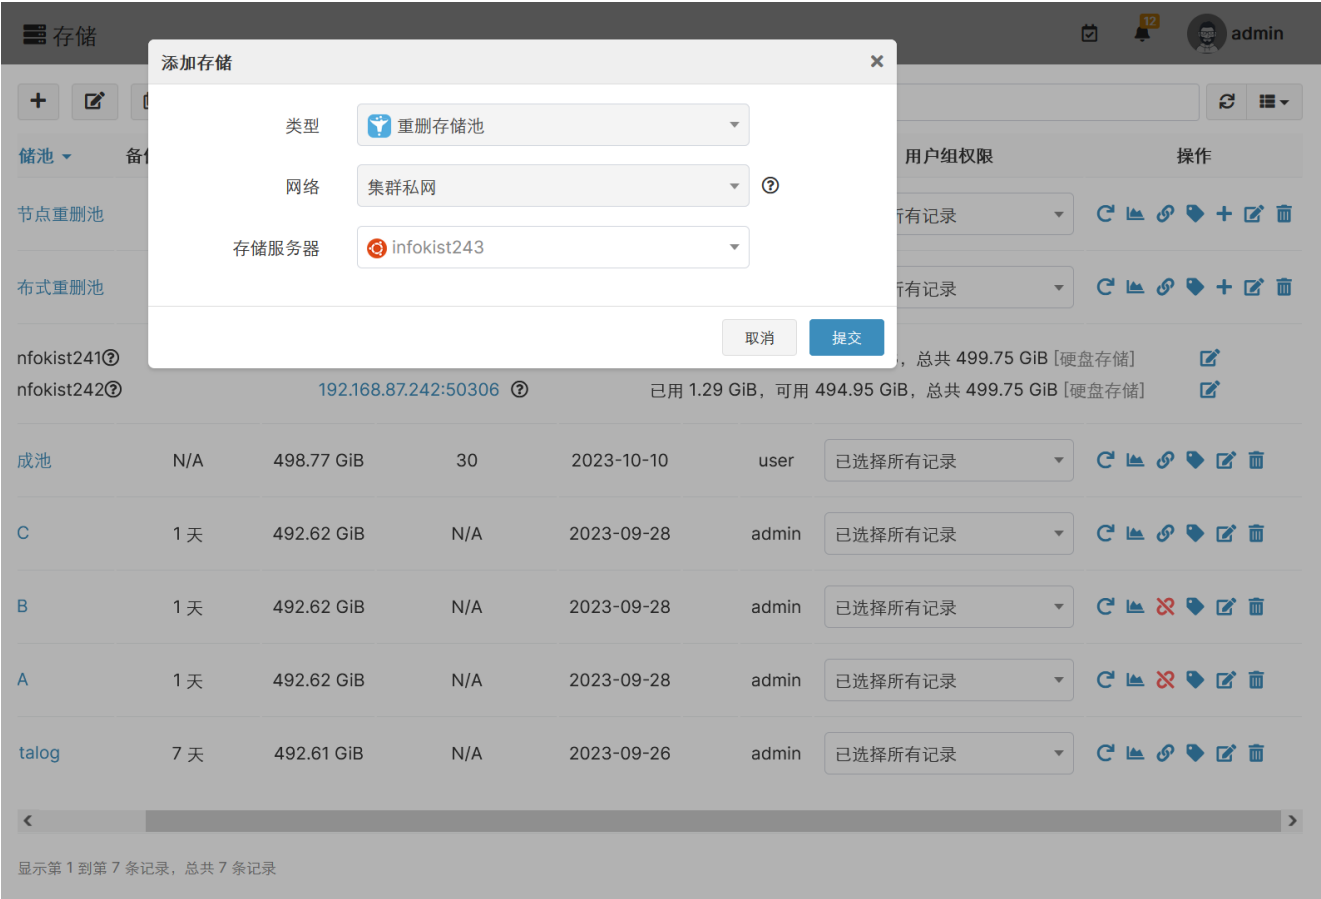 存储
12
admin
添加存储
类型
重删存储池
网络
集群私网
存储服务器
infokist243
取消
提交
储池
用户组权限
操作
节点重删池
有记录
布式重删池
有记录
nfokist241
总共 499.75 GiB [硬盘存储]
nfokist242
192.168.87.242:50306
已用 1.29 GiB，可用 494.95 GiB，总共 499.75 GiB [硬盘存储]
成池 N/A 498.77 GiB 30 2023-10-10 user 已选择所有记录
C 1 天 492.62 GiB N/A 2023-09-28 admin 已选择所有记录
B 1 天 492.62 GiB N/A 2023-09-28 admin 已选择所有记录
A 1 天 492.62 GiB N/A 2023-09-28 admin 已选择所有记录
talog 7 天 492.61 GiB N/A 2023-09-26 admin 已选择所有记录
显示第 1 到第 7 条记录，总共 7 条记录